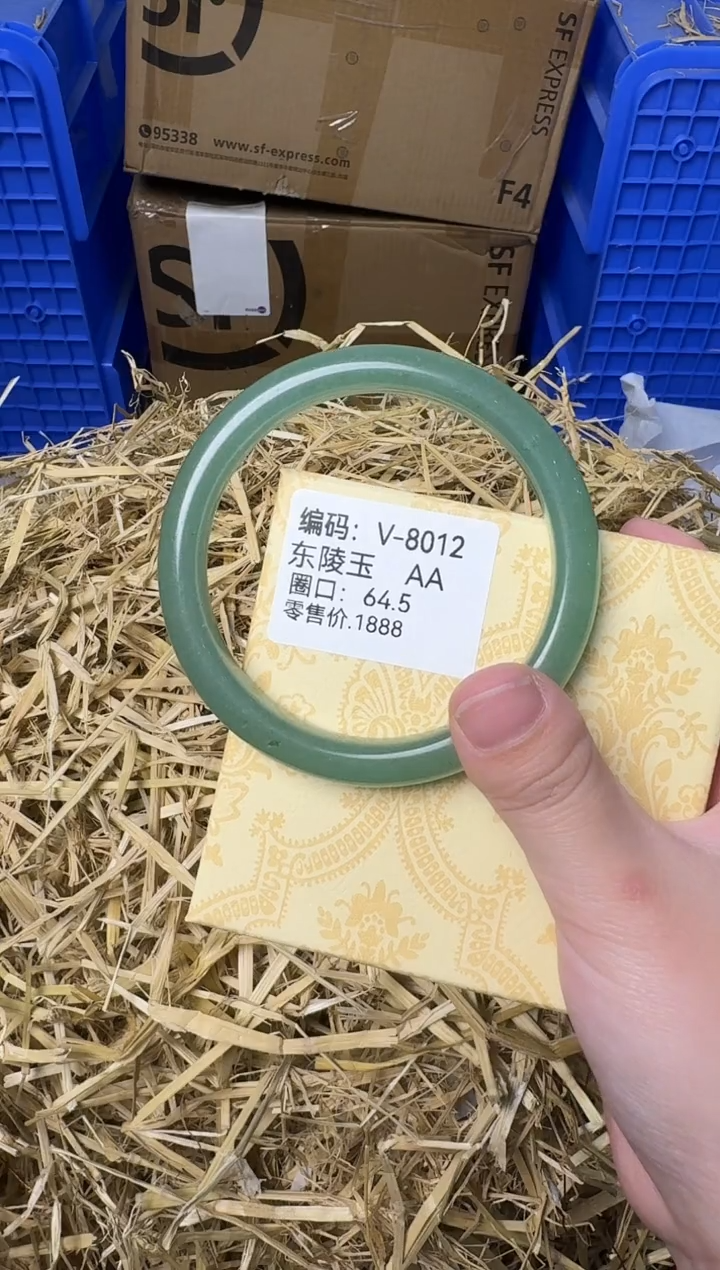 SF
SF EXPRESS
95338 www.sf-express.com
F4
SF
SF EX
编码：V-8012
东陵玉 AA
圈口：64.5
零售价.1888